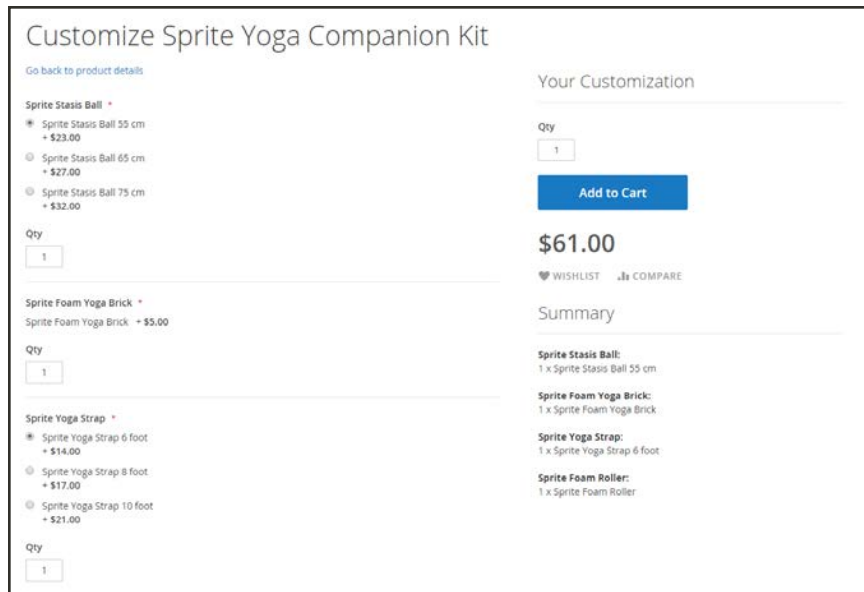 Customize Sprite Yoga Companion Kit
Go back to product details
Sprite Stasis Ball *
Sprite Stasis Ball 55 cm
+ $23.00
Sprite Stasis Ball 65 cm
+ $27.00
Sprite Stasis Ball 75 cm
+ $32.00
Qty
1
Sprite Foam Yoga Brick *
Sprite Foam Yoga Brick + $5.00
Qty
1
Sprite Yoga Strap *
Sprite Yoga Strap 6 foot
+ $14.00
Sprite Yoga Strap 8 foot
+ $17.00
Sprite Yoga Strap 10 foot
+ $21.00
Qty
1
Your Customization
Qty
1
Add to Cart
$61.00
WISHLIST COMPARE
Summary
Sprite Stasis Ball:
1 x Sprite Stasis Ball 55 cm
Sprite Foam Yoga Brick:
1 x Sprite Foam Yoga Brick
Sprite Yoga Strap:
1 x Sprite Yoga Strap 6 foot
Sprite Foam Roller:
1 x Sprite Foam Roller